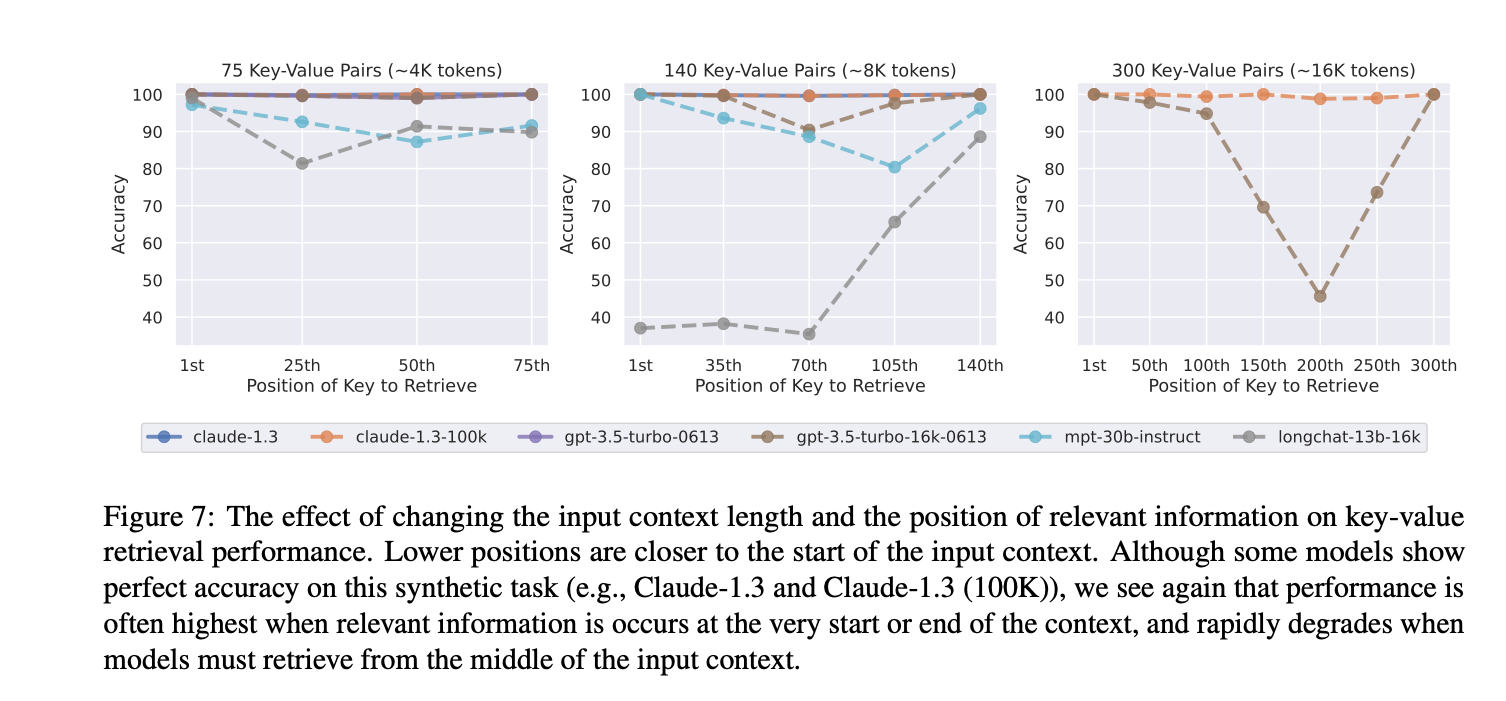 75 Key-Value Pairs (~4K tokens)
100
90
80
70
60
50
40
Accuracy
1st 25th 50th 75th
Position of Key to Retrieve
140 Key-Value Pairs (~8K tokens)
100
90
80
70
60
50
40
Accuracy
1st 35th 70th 105th 140th
Position of Key to Retrieve
300 Key-Value Pairs (~16K tokens)
100
90
80
70
60
50
40
Accuracy
1st 50th 100th 150th 200th 250th 300th
Position of Key to Retrieve
claude-1.3 claude-1.3-100k gpt-3.5-turbo-0613 gpt-3.5-turbo-16k-0613 mpt-30b-instruct longchat-13b-16k
Figure 7: The effect of changing the input context length and the position of relevant information on key-value
retrieval performance. Lower positions are closer to the start of the input context. Although some models show
perfect accuracy on this synthetic task (e.g., Claude-1.3 and Claude-1.3 (100K)), we see again that performance is
often highest when relevant information is occurs at the very start or end of the context, and rapidly degrades when
models must retrieve from the middle of the input context.